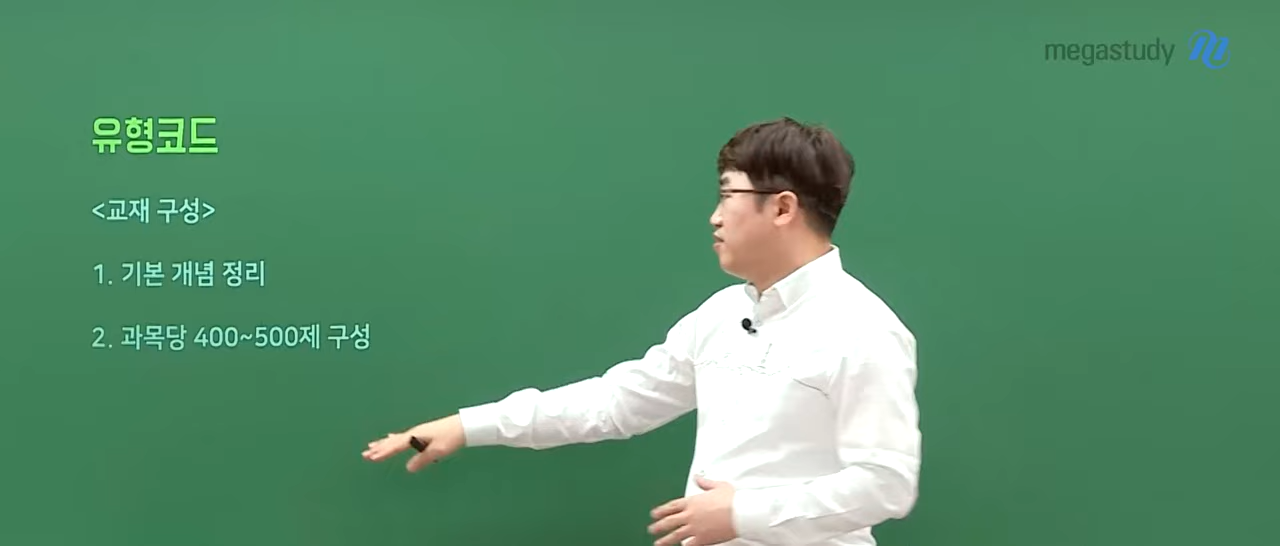 megastudy
유형코드
<교재 구성>
1. 기본 개념 정리
2. 과목당 400~500제 구성